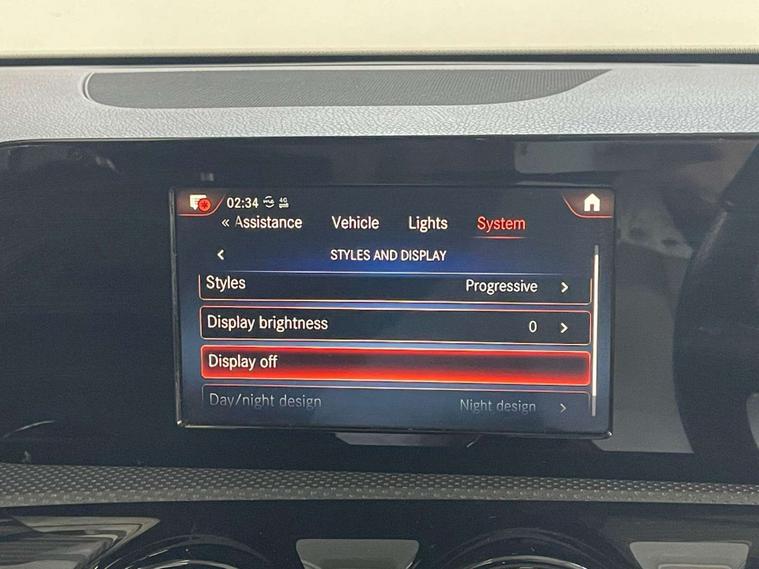 02:34 4G
« Assistance Vehicle Lights System
STYLES AND DISPLAY
Styles Progressive
Display brightness 0
Display off
Day/night design Night design